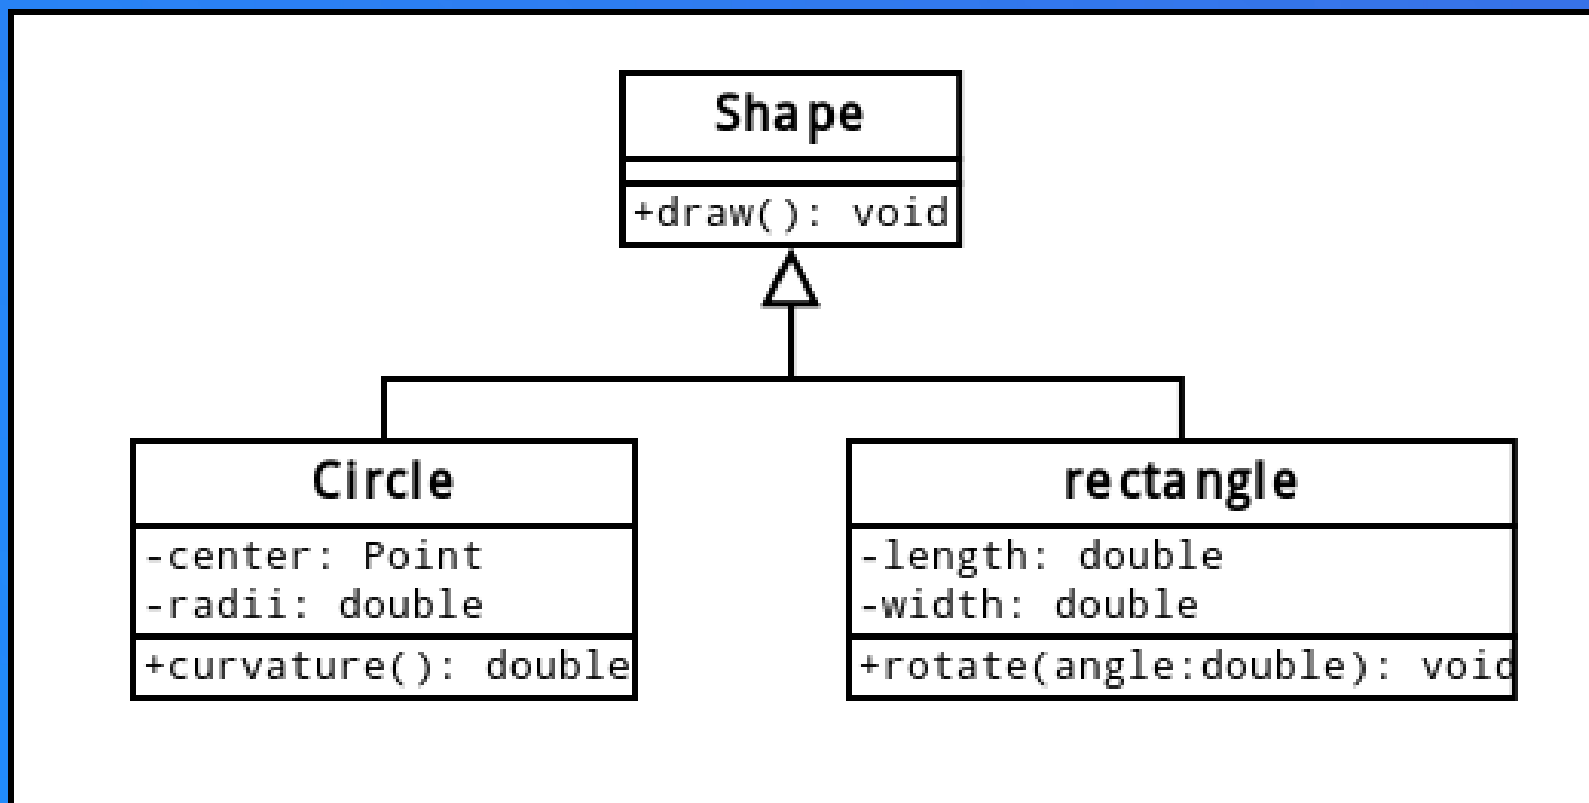 Shape
+draw(): void
Circle
-center: Point
-radii: double
+curvature(): double
rectangle
-length: double
-width: double
+rotate(angle:double): void